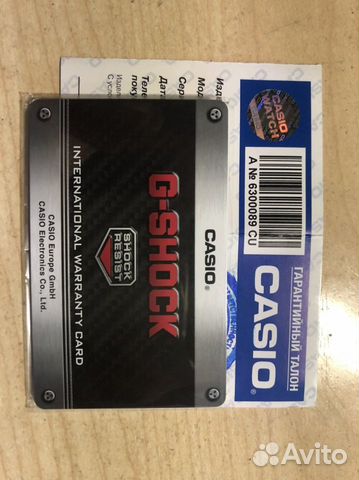 CASIO®
G-SHOCK
SHOCK
RESIST
INTERNATIONAL WARRANTY CARD
CASIO Europe GmbH
CASIO Electronics Co., Ltd.
ГАРАНТИЙНЫЙ ТАЛОН
CASIO®
A № 6300089 CU
CASIO
WATCH
Avito